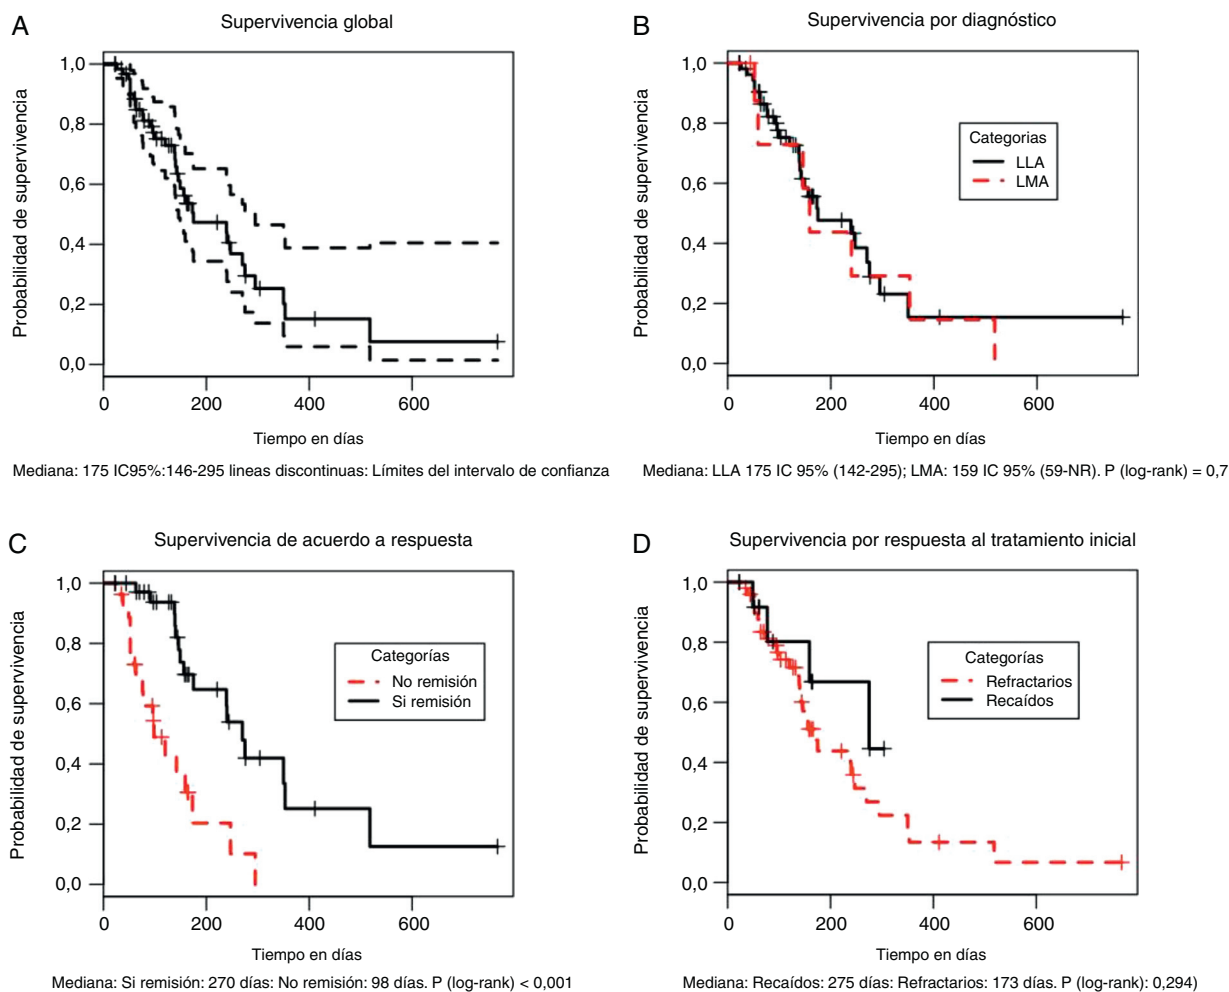 A
Supervivencia global
Probabilidad de supervivencia
1,0
0,8
0,6
0,4
0,2
0,0
0
200
400
600
Tiempo en días
Mediana: 175 IC95%:146-295 lineas discontinuas: Límites del intervalo de confianza
B
Supervivencia por diagnóstico
Probabilidad de supervivencia
1,0
0,8
0,6
0,4
0,2
0,0
Categorias
LLA
LMA
0
200
400
600
Tiempo en días
Mediana: LLA 175 IC 95% (142-295); LMA: 159 IC 95% (59-NR). P (log-rank) = 0,7
C
Supervivencia de acuerdo a respuesta
Probabilidad de supervivencia
1,0
0,8
0,6
0,4
0,2
0,0
Categorías
No remisión
Si remisión
0
200
400
600
Tiempo en días
Mediana: Si remisión: 270 días: No remisión: 98 días. P (log-rank) < 0,001
D
Supervivencia por respuesta al tratamiento inicial
Probabilidad de supervivencia
1,0
0,8
0,6
0,4
0,2
0,0
Categorías
Refractarios
Recaídos
0
200
400
600
Tiempo en días
Mediana: Recaídos: 275 días: Refractarios: 173 días. P (log-rank): 0,294)